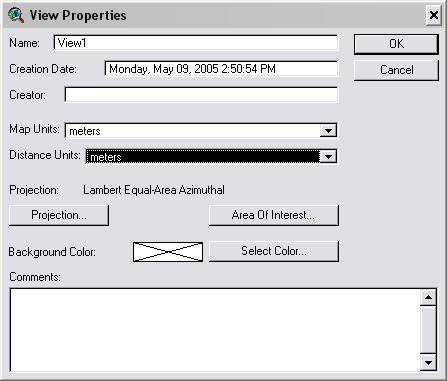 View Properties
Name: View1
OK
Creation Date: Monday, May 09, 2005 2:50:54 PM
Cancel
Creator:
Map Units: meters
Distance Units: meters
Projection: Lambert Equal-Area Azimuthal
Projection... Area Of Interest...
Background Color: Select Color...
Comments: